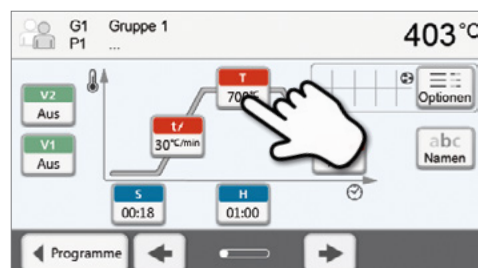 G1 Gruppe 1
P1 ...
403°C
V2
Aus
V1
Aus
T
700°C
t/
30°C/min
S
00:18
H
01:00
Optionen
abc
Namen
Programme